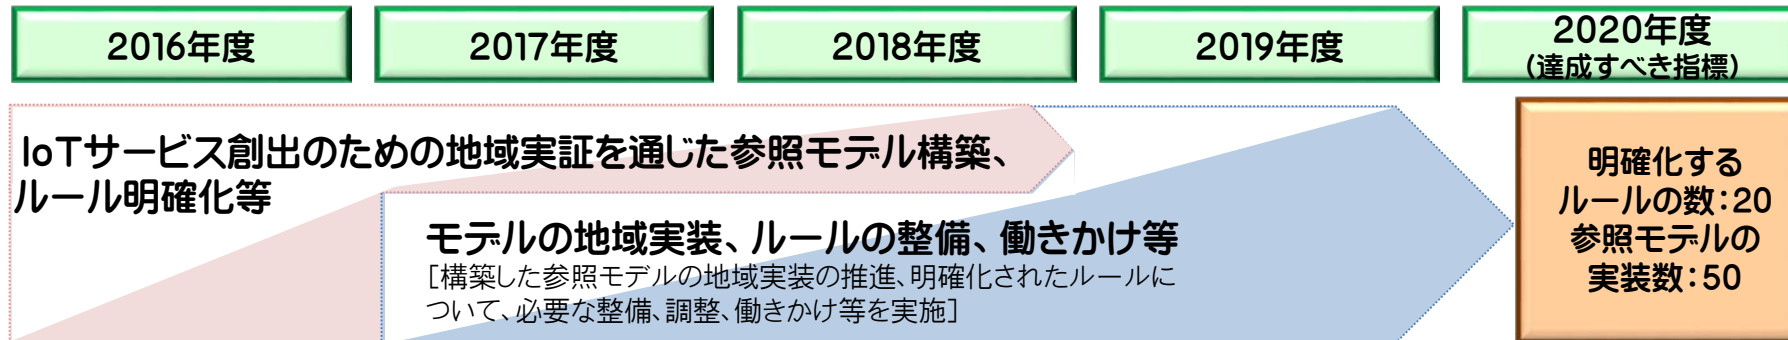 2016年度
2017年度
2018年度
2019年度
2020年度
(達成すべき指標)
IoTサービス創出のための地域実証を通じた参照モデル構築、
ルール明確化等
モデルの地域実装、ルールの整備、働きかけ等
[構築した参照モデルの地域実装の推進、明確化されたルールに
ついて、必要な整備、調整、働きかけ等を実施]
明確化する
ルールの数:20
参照モデルの
実装数:50